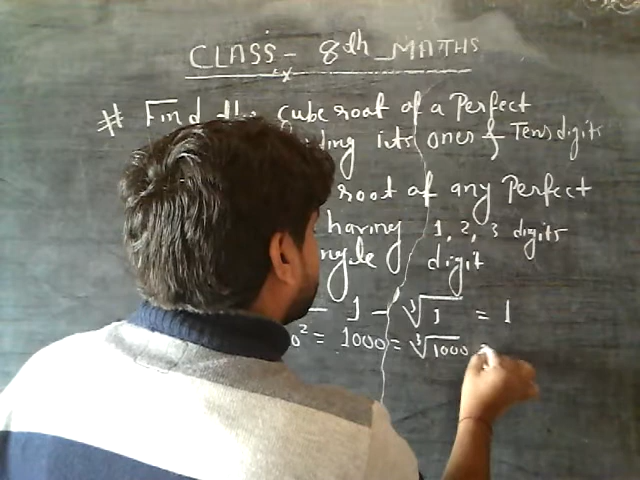 CLASS - 8th - MATHS
# Find the cube root of a Perfect
ding its ones & Tens digits
root of any Perfect
having 1, 2, 3 digits
ngle digit
— 1 - ∛1 = 1
0² = 1000 = ∛1000